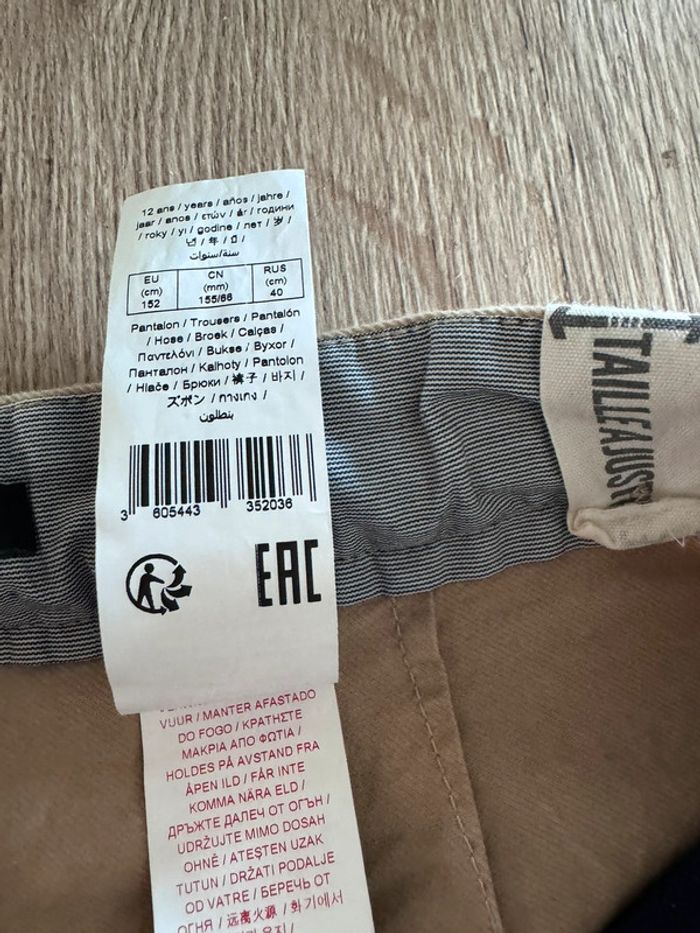 12 ans / years / años / jahre /
jaar / anos / ετών / år / години
/ roky / yı / godine / лет / 岁 /
년 / 年 / ปี /
سنة/سنوات
EU CN RUS
(cm) (mm) (cm)
152 155/66 40
Pantalon / Trousers / Pantalón
/ Hose / Broek / Calças /
Παντελόνι / Bukse / Byxor /
Панталон / Kalhoty / Pantolon
/ Hlače / Брюки / 裤子 / 바지 /
ズボン / กางเกง /
بنطلون
3 605443 352036
EAC
TAILLE AJUST
VUUR / MANTER AFASTADO
DO FOGO / ΚΡΑΤΗΣΤΕ
ΜΑΚΡΙΑ ΑΠΟ ΦΩΤΙΑ /
HOLDES PÅ AVSTAND FRA
ÅPEN ILD / FÅR INTE
KOMMA NÄRA ELD /
ДРЪЖТЕ ДАЛЕЧ ОТ ОГЪН /
UDRŽUJTE MIMO DOSAH
OHNĚ / ATEŞTEN UZAK
TUTUN / DRŽATI PODALJE
OD VATRE / БЕРЕЧЬ ОТ
ОГНЯ / 远离火源 / 화기에서